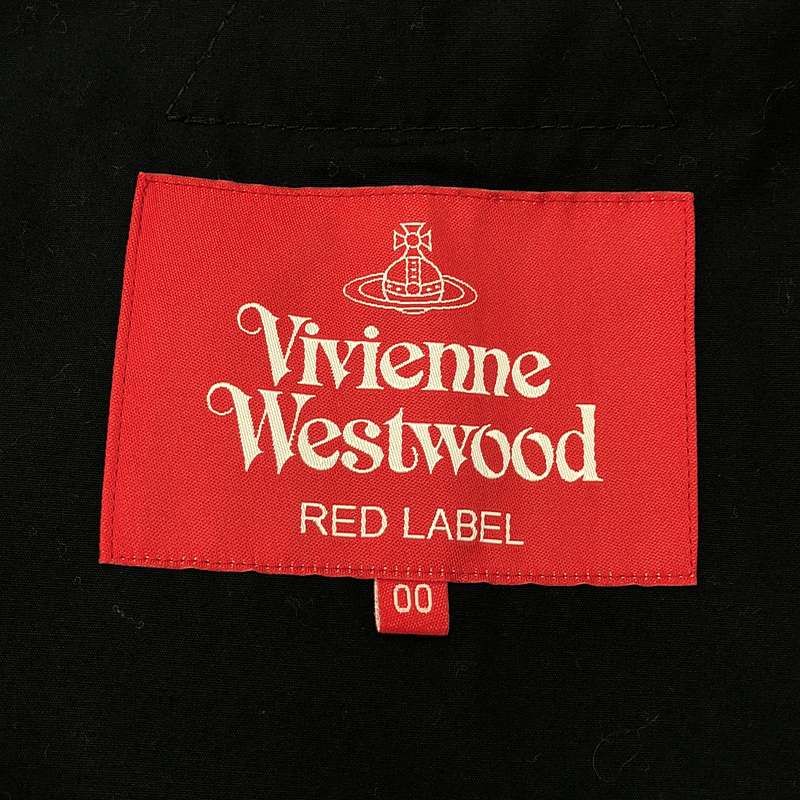 Vivienne
Westwood
RED LABEL
00